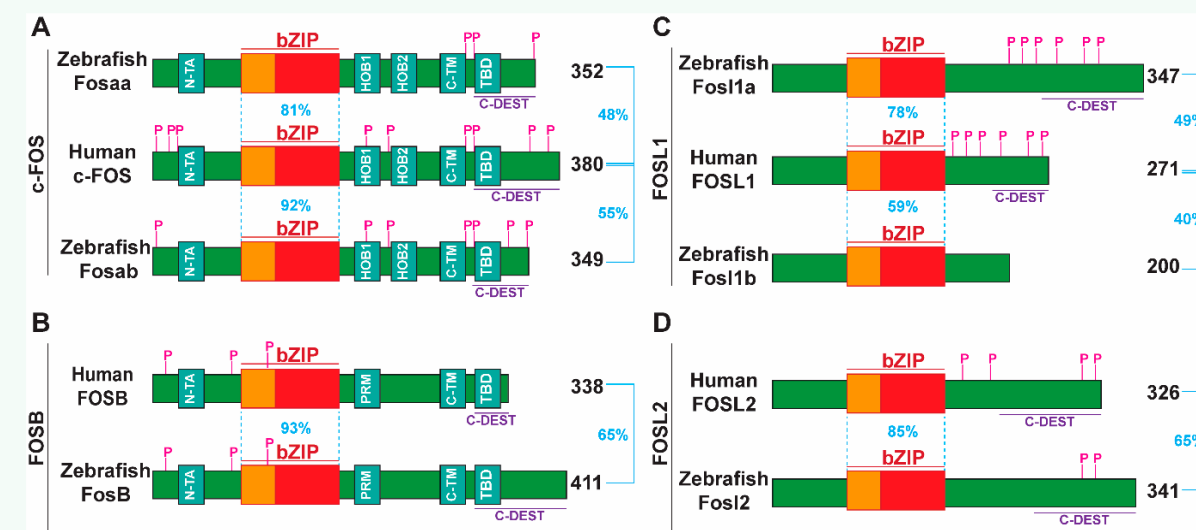 A
c-FOS
Zebrafish
Fosaa
P P P
bZIP
N-TA
HOB1
HOB2
C-TM
TBD
C-DEST
352
81%
48%
Human
c-FOS
P P P P P P P P P
bZIP
N-TA
HOB1
HOB2
C-TM
TBD
C-DEST
380
92%
55%
Zebrafish
Fosab
P P P P P P P
bZIP
N-TA
HOB1
HOB2
C-TM
TBD
C-DEST
349
B
FOSB
Human
FOSB
P P P
bZIP
N-TA
PRM
C-TM
TBD
C-DEST
338
93%
65%
Zebrafish
FosB
P P P
bZIP
N-TA
PRM
C-TM
TBD
C-DEST
411
C
FOSL1
Zebrafish
Fosl1a
bZIP
P P P P P P
C-DEST
347
78%
49%
Human
FOSL1
bZIP
P P P P P P
C-DEST
271
59%
40%
Zebrafish
Fosl1b
bZIP
200
D
FOSL2
Human
FOSL2
bZIP
P P P P
C-DEST
326
85%
65%
Zebrafish
Fosl2
bZIP
P P
C-DEST
341